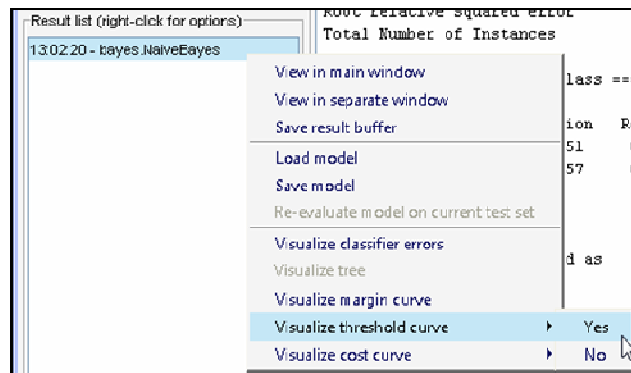 Result list (right-click for options)
Root relative squared error
Total Number of Instances
13:02:20 - bayes.NaiveBayes
View in main window
lass ==
View in separate window
Save result buffer
ion R
Load model
51
Save model
57
Re-evaluate model on current test set
Visualize classifier errors
d as
Visualize tree
Visualize margin curve
Visualize threshold curve
Yes
Visualize cost curve
No